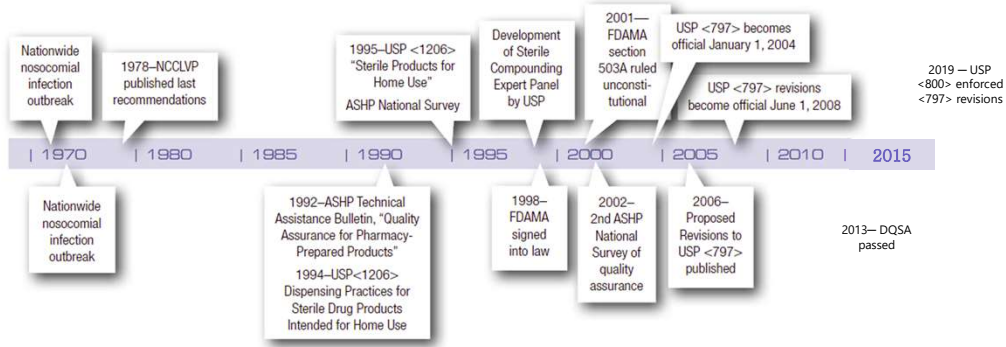 Nationwide
nosocomial
infection
outbreak
1978–NCCLVP
published last
recommendations
1995–USP <1206>
“Sterile Products for
Home Use”
ASHP National Survey
Development
of Sterile
Compounding
Expert Panel
by USP
2001—
FDAMA
section
503A ruled
unconsti-
tutional
USP <797> becomes
official January 1, 2004
USP <797> revisions
become official June 1, 2008
2019 — USP
<800> enforced
<797> revisions
| 1970 | 1980 | 1985 | 1990 | 1995 | 2000 | 2005 | 2010 | 2015
Nationwide
nosocomial
infection
outbreak
1992–ASHP Technical
Assistance Bulletin, “Quality
Assurance for Pharmacy-
Prepared Products”
1994–USP<1206>
Dispensing Practices for
Sterile Drug Products
Intended for Home Use
1998–
FDAMA
signed
into law
2002–
2nd ASHP
National
Survey of
quality
assurance
2006–
Proposed
Revisions to
USP <797>
published
2013— DQSA
passed